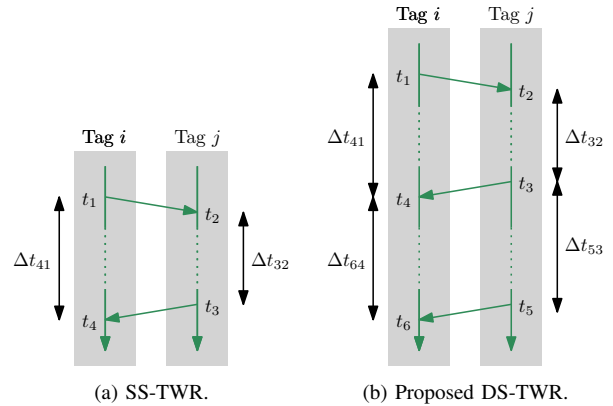 Tag i
Tag j
t₁
t₂
Δt₄₁
Δt₃₂
t₃
t₄
(a) SS-TWR.
Tag i
Tag j
t₁
t₂
Δt₄₁
Δt₃₂
t₃
t₄
Δt₆₄
Δt₅₃
t₅
t₆
(b) Proposed DS-TWR.